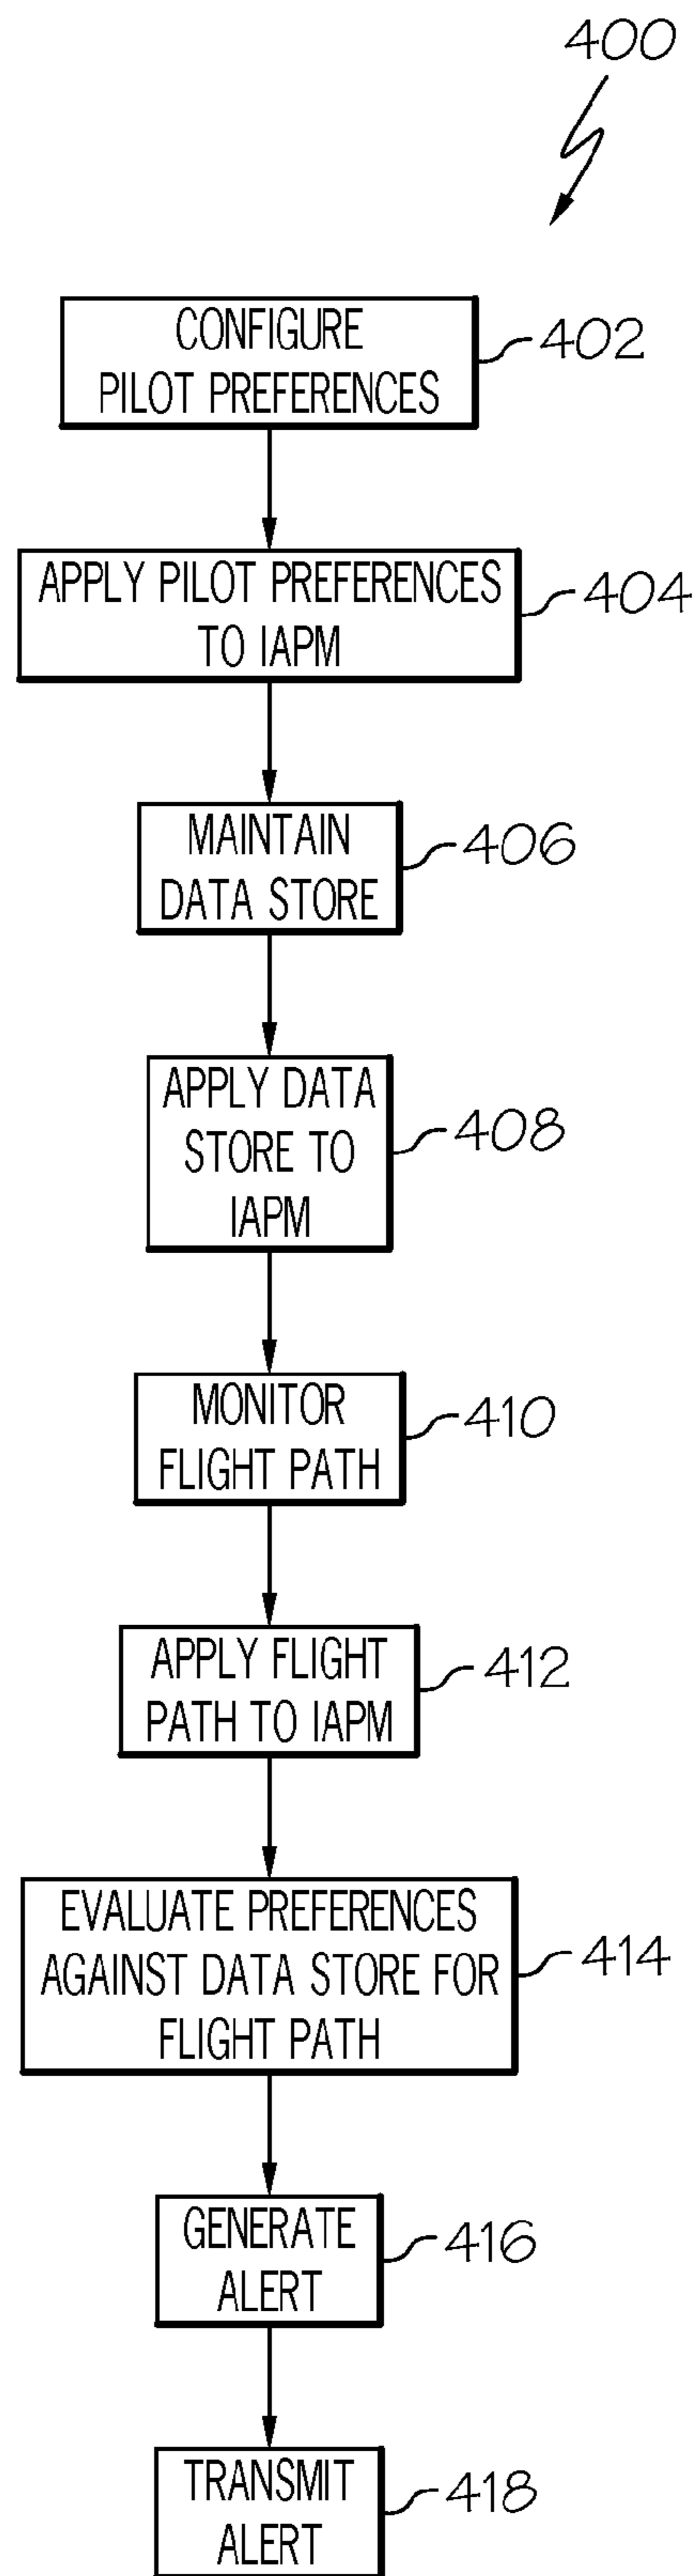 400
CONFIGURE
PILOT PREFERENCES
402
APPLY PILOT PREFERENCES
TO IAPM
404
MAINTAIN
DATA STORE
406
APPLY DATA
STORE TO
IAPM
408
MONITOR
FLIGHT PATH
410
APPLY FLIGHT
PATH TO IAPM
412
EVALUATE PREFERENCES
AGAINST DATA STORE FOR
FLIGHT PATH
414
GENERATE
ALERT
416
TRANSMIT
ALERT
418